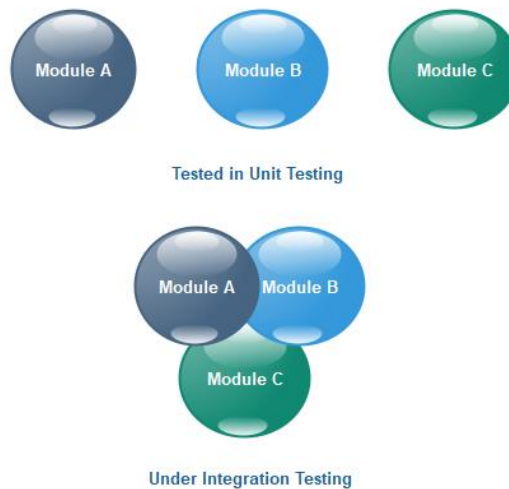 Module A Module B Module C
Tested in Unit Testing
Module A Module B
Module C
Under Integration Testing